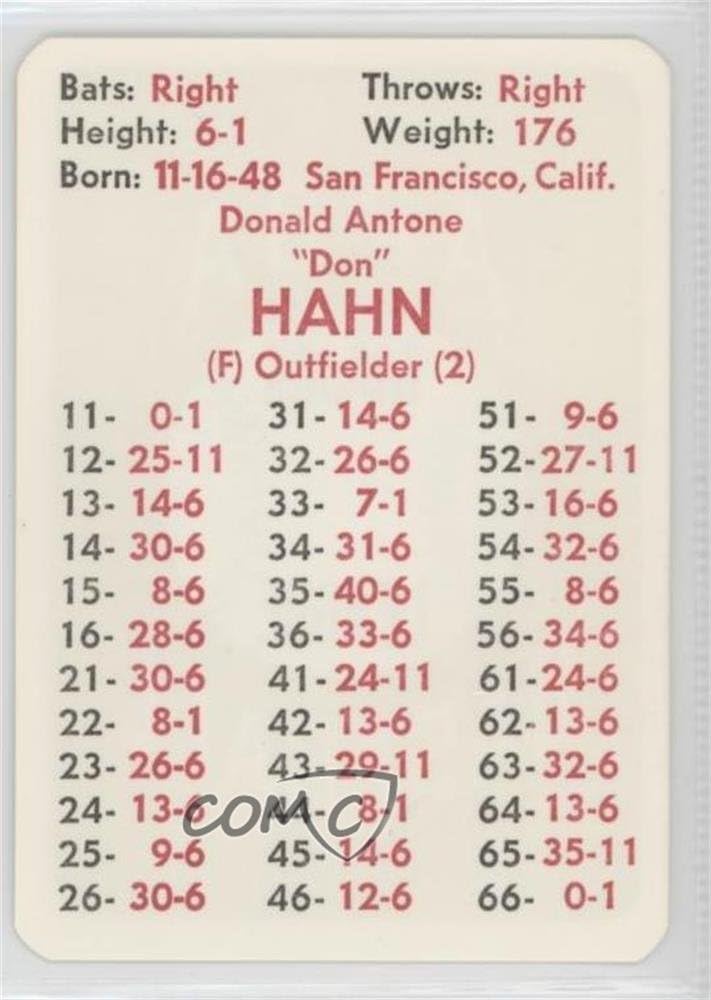 Bats: Right Throws: Right
Height: 6-1 Weight: 176
Born: 11-16-48 San Francisco, Calif.
Donald Antone
"Don"
HAHN
(F) Outfielder (2)
11- 0-1 31- 14-6 51- 9-6
12- 25-11 32- 26-6 52- 27-11
13- 14-6 33- 7-1 53- 16-6
14- 30-6 34- 31-6 54- 32-6
15- 8-6 35- 40-6 55- 8-6
16- 28-6 36- 33-6 56- 34-6
21- 30-6 41- 24-11 61- 24-6
22- 8-1 42- 13-6 62- 13-6
23- 26-6 43- 29-11 63- 32-6
24- 13-6 44- 8-1 64- 13-6
25- 9-6 45- 14-6 65- 35-11
26- 30-6 46- 12-6 66- 0-1
COMC